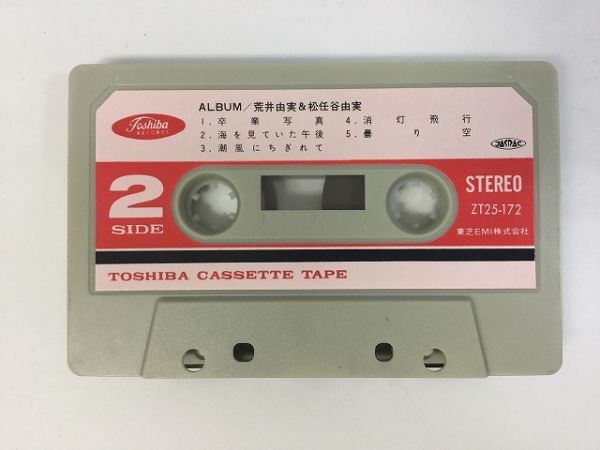 Toshiba
RECORDS
ALBUM/荒井由実&松任谷由実
1. 卒業写真 4. 消灯飛行
2. 海を見ていた午後 5. 曇り空
3. 潮風にちぎれて
JASRAC
2
SIDE
STEREO
ZT25-172
東芝EMI株式会社
TOSHIBA CASSETTE TAPE